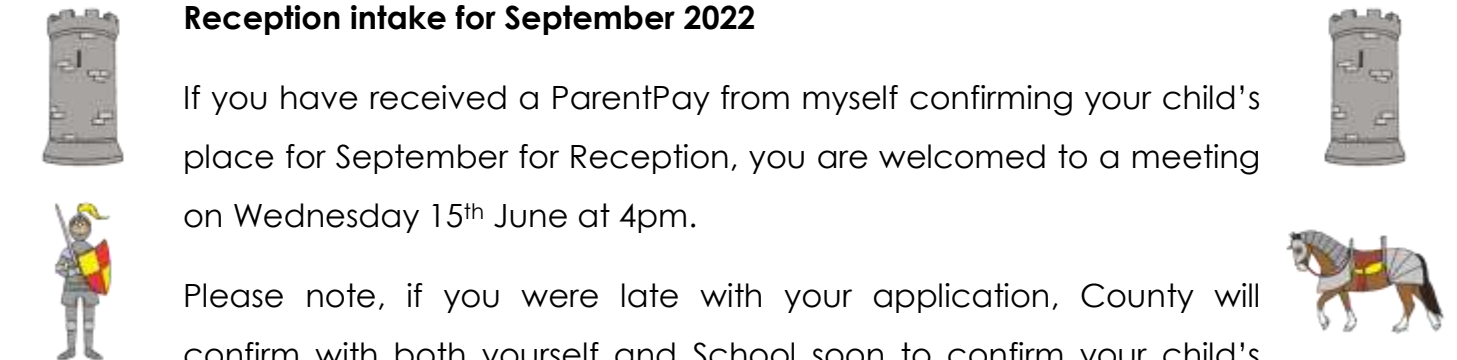 Reception intake for September 2022
If you have received a ParentPay from myself confirming your child's
place for September for Reception, you are welcomed to a meeting
on Wednesday 15th June at 4pm.
Please note, if you were late with your application, County will
confirm with both yourself and School soon to confirm your child's